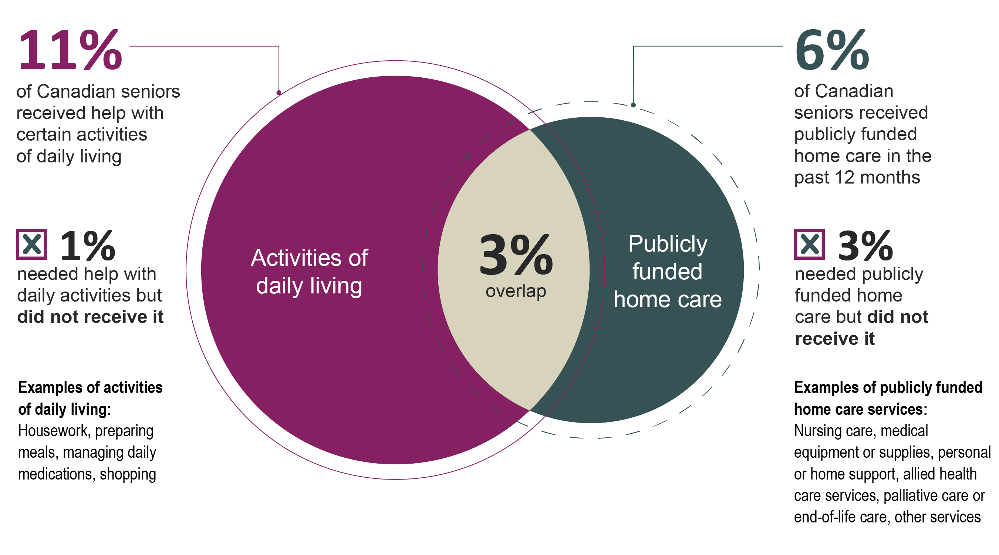 11%
of Canadian seniors
received help with
certain activities
of daily living
1%
needed help with
daily activities but
did not receive it
Examples of activities
of daily living:
Housework, preparing
meals, managing daily
medications, shopping
Activities of
daily living
3%
overlap
Publicly
funded
home care
6%
of Canadian
seniors received
publicly funded
home care in the
past 12 months
3%
needed publicly
funded home
care but did not
receive it
Examples of publicly funded
home care services:
Nursing care, medical
equipment or supplies, personal
or home support, allied health
care services, palliative care or
end-of-life care, other services